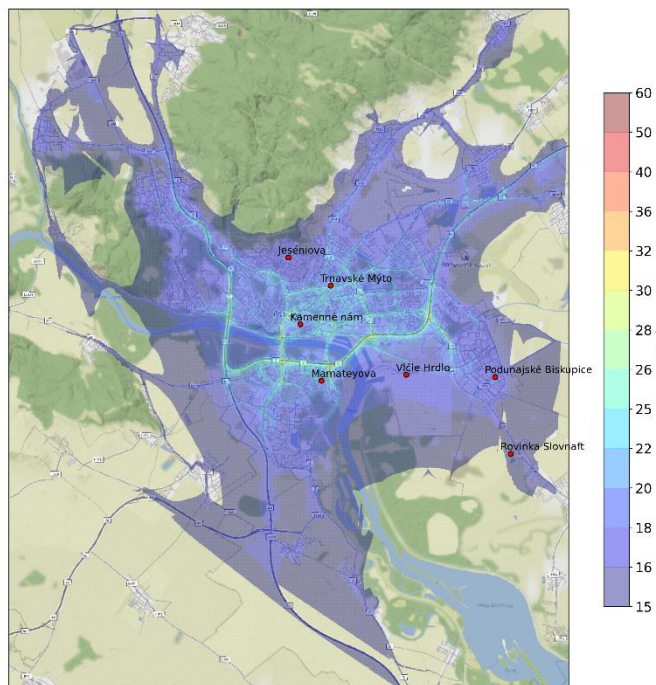 60
50
40
36
32
30
28
26
22
20
18
16
15
Jeséniova
Trnavské Mýto
Kamenné nám
Mamateyova
Vlčie Hrdlo
Podunajské Biskupice
Rovinka Slovnaft